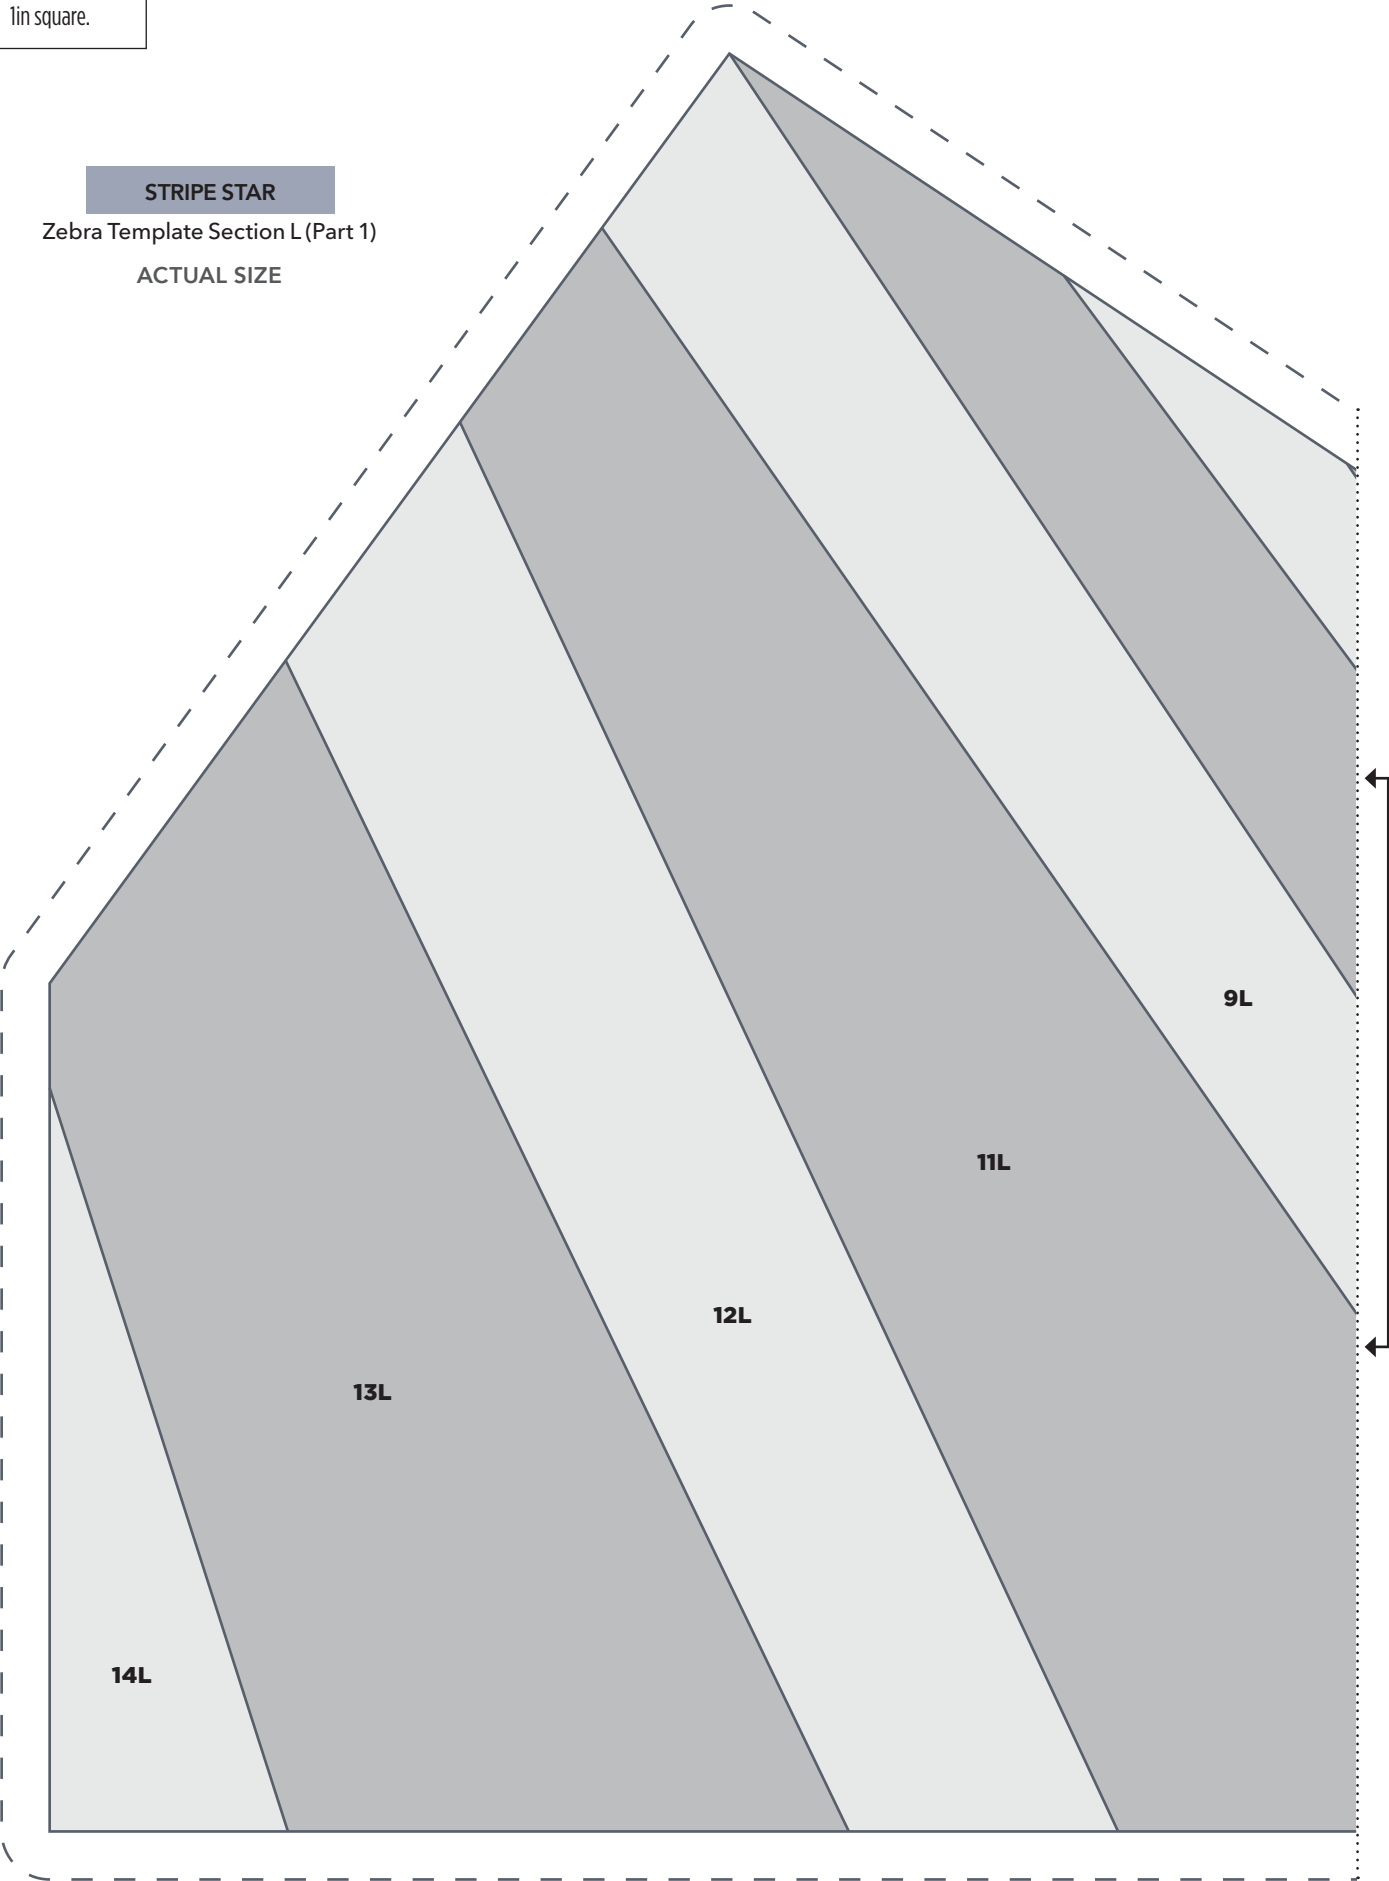 1in square.
STRIPE STAR
Zebra Template Section L (Part 1)
ACTUAL SIZE
9L
11L
12L
13L
14L